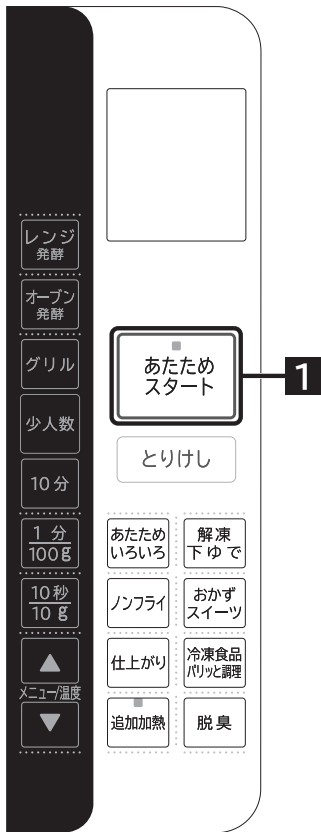 レンジ
発酵
オーブン
発酵
グリル
少人数
10分
1分
100g
10秒
10g
▲
メニュー/温度
▼
あたため
スタート
1
とりけし
あたため
いろいろ
解凍
下ゆで
ノンフライ
おかず
スイーツ
仕上がり
冷凍食品
パリッと調理
追加加熱
脱臭